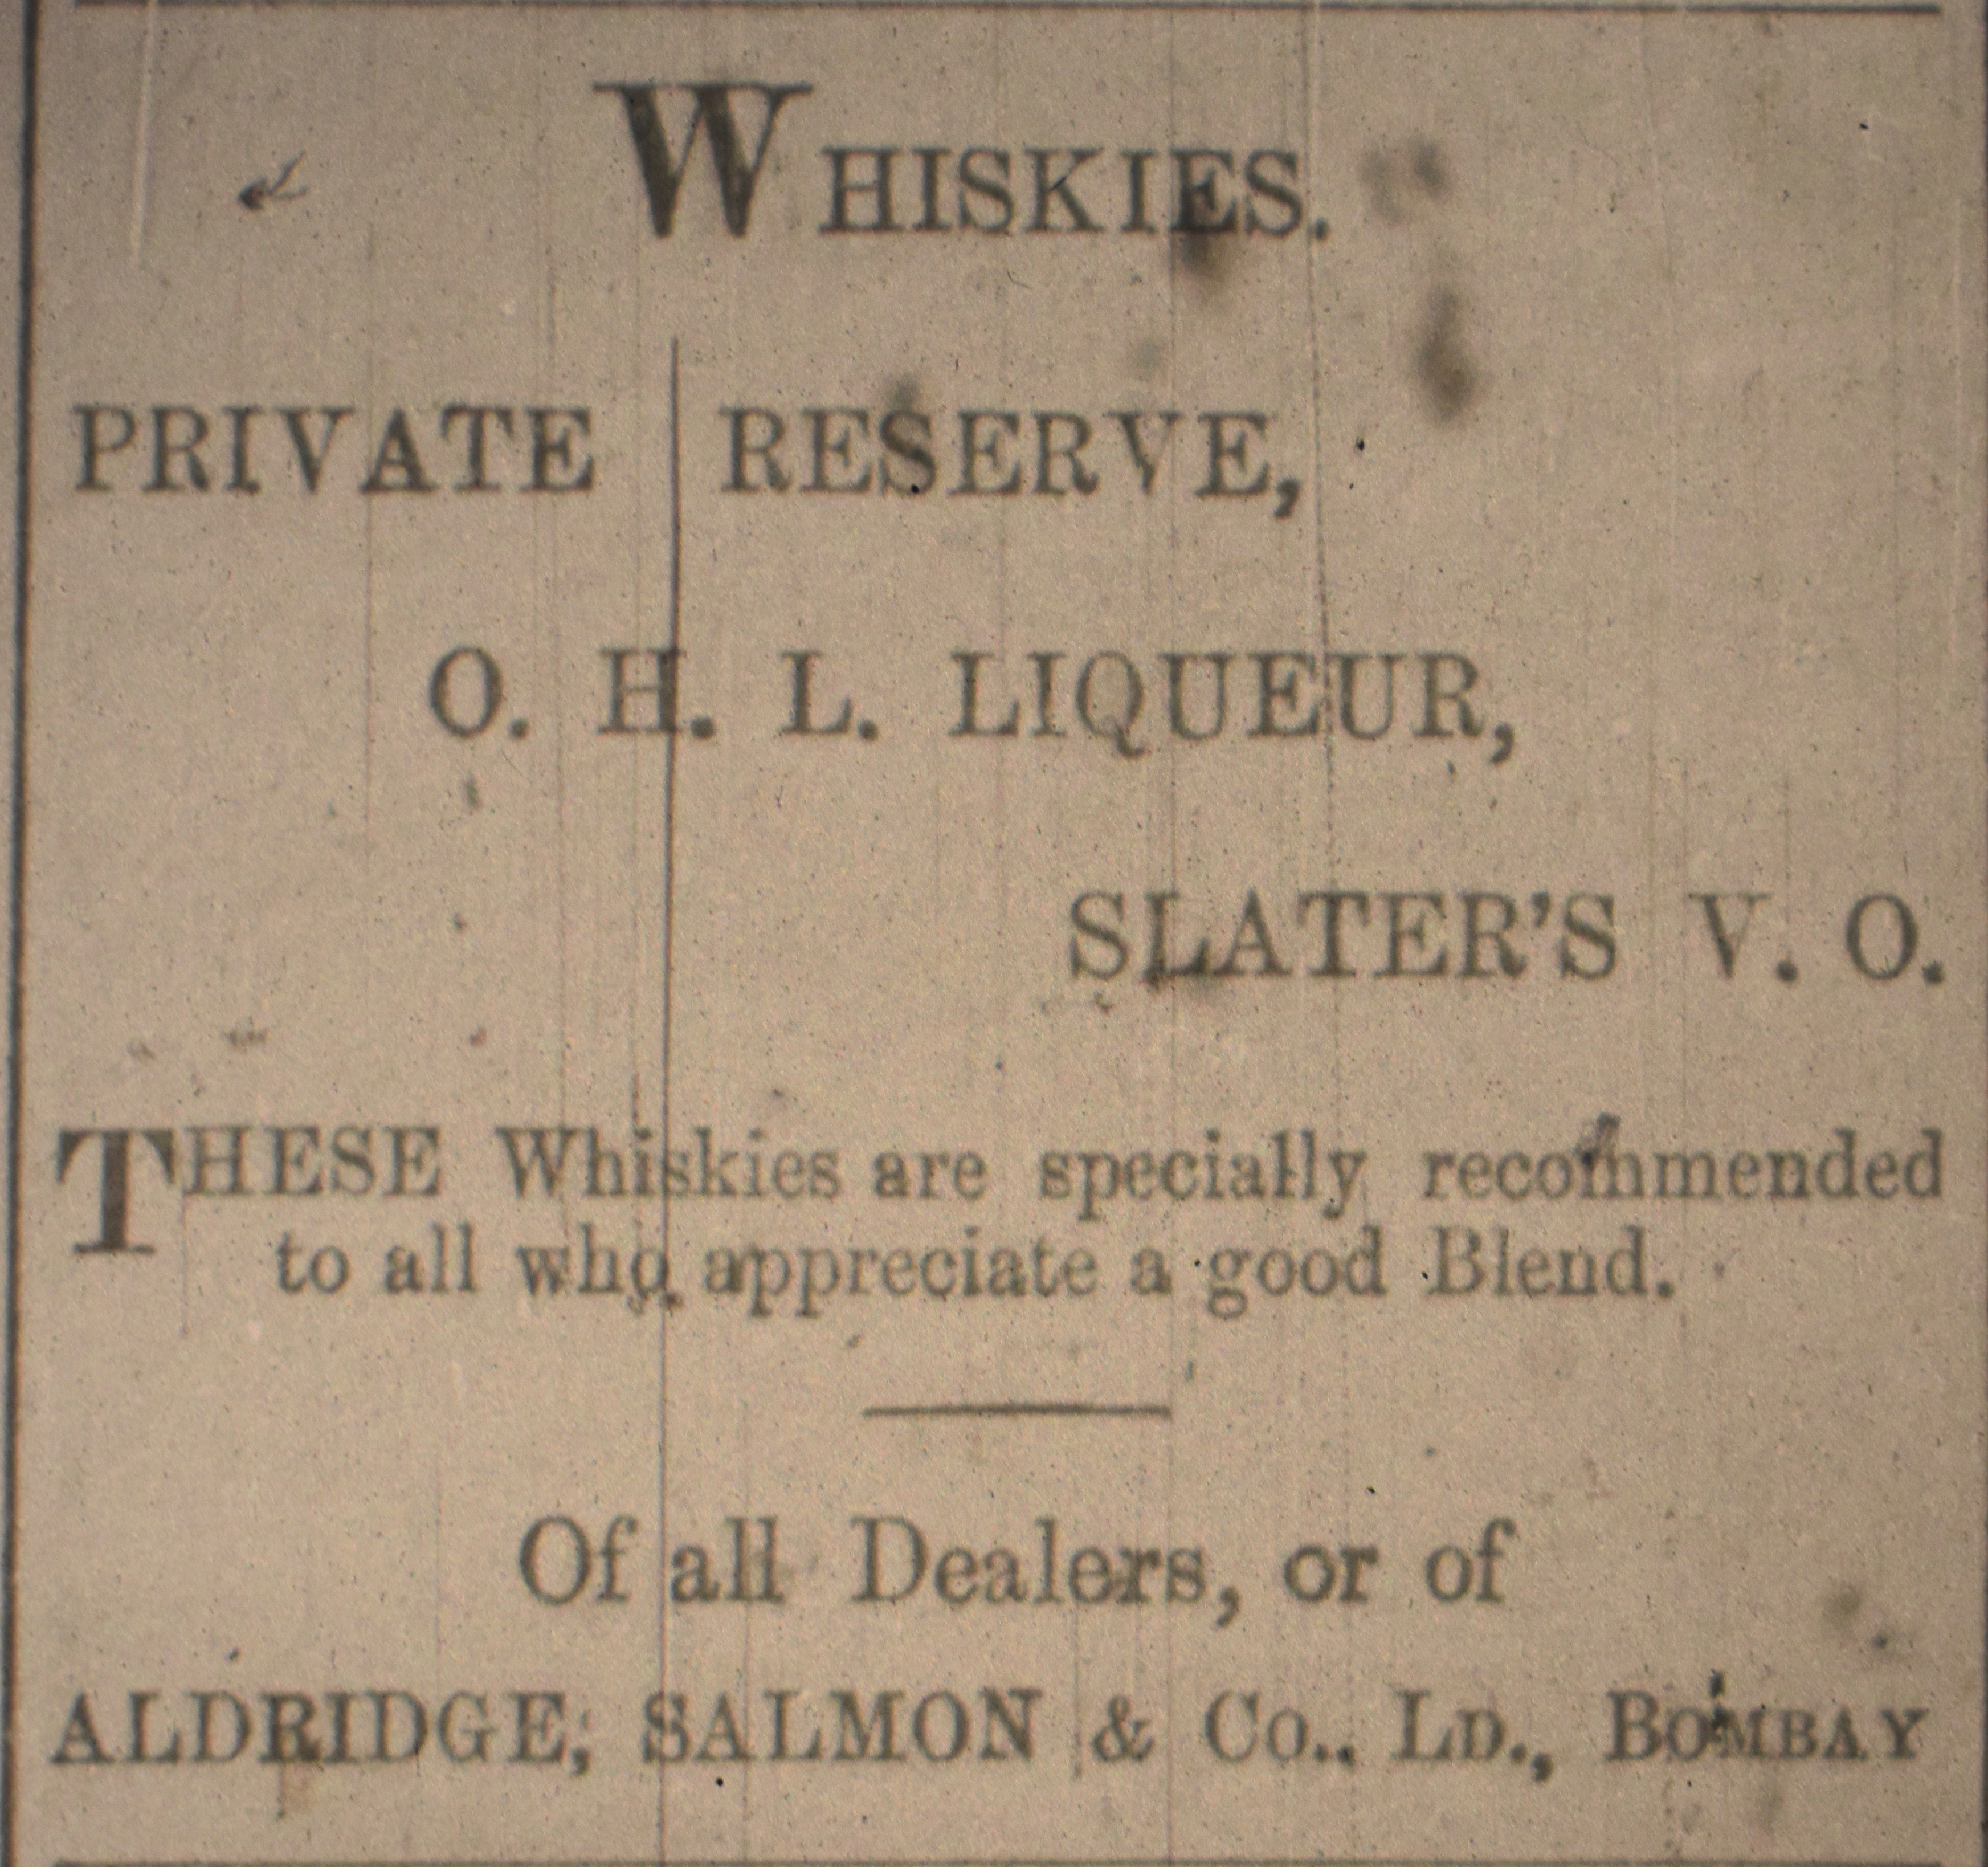 WHISKIES.
PRIVATE RESERVE,
O. H. L. LIQUEUR,
SLATER'S V. O.
THESE Whiskies are specially recommended
to all who appreciate a good Blend.
Of all Dealers, or of
ALDRIDGE, SALMON & Co., LD., BOMBAY